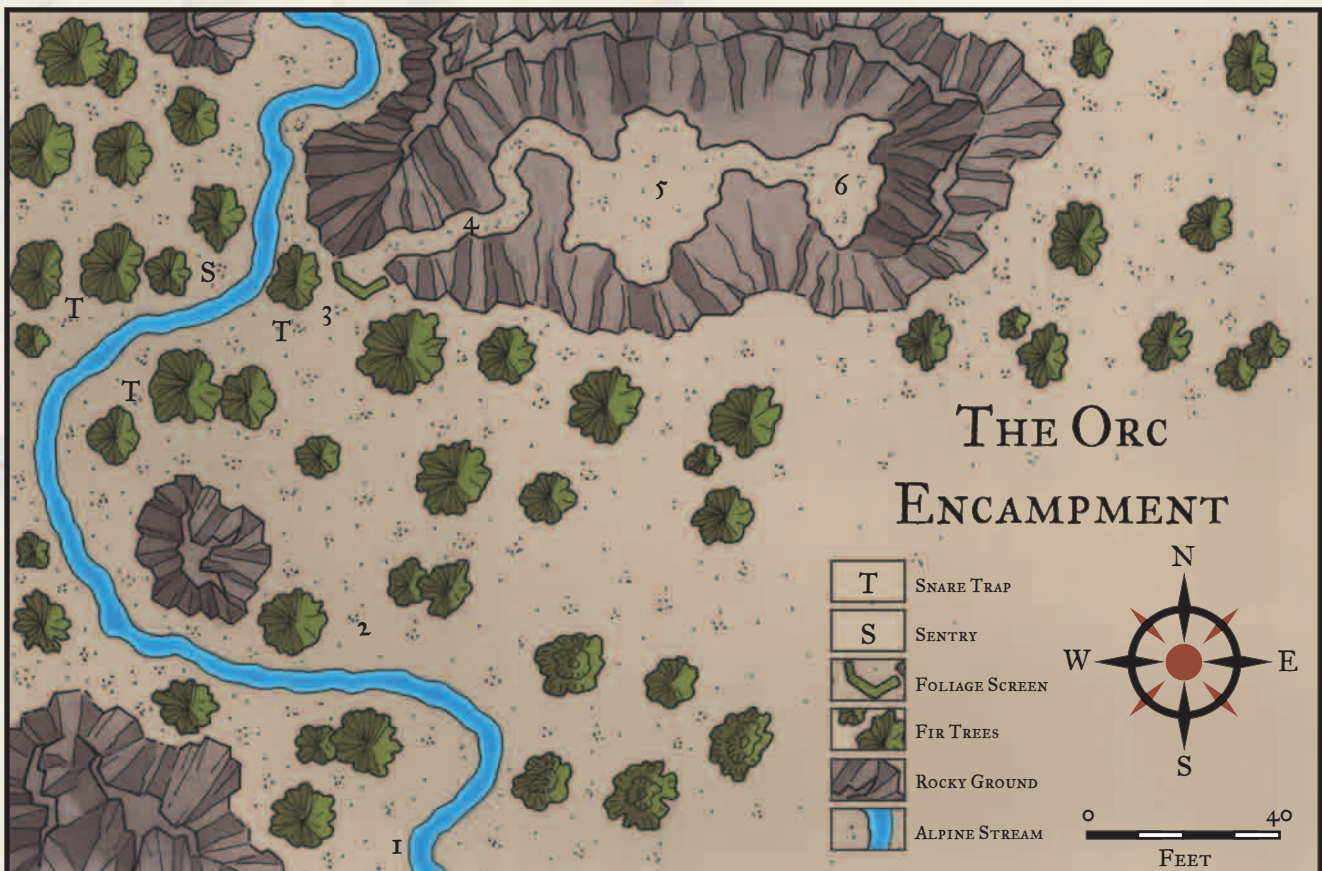 5
6
4
S
T
3
T
T
The Orc
Encampment
N
T Snare Trap
S Sentry
2
W E
Foliage Screen
Fir Trees
S
Rocky Ground
0 40
Alpine Stream
1
Feet